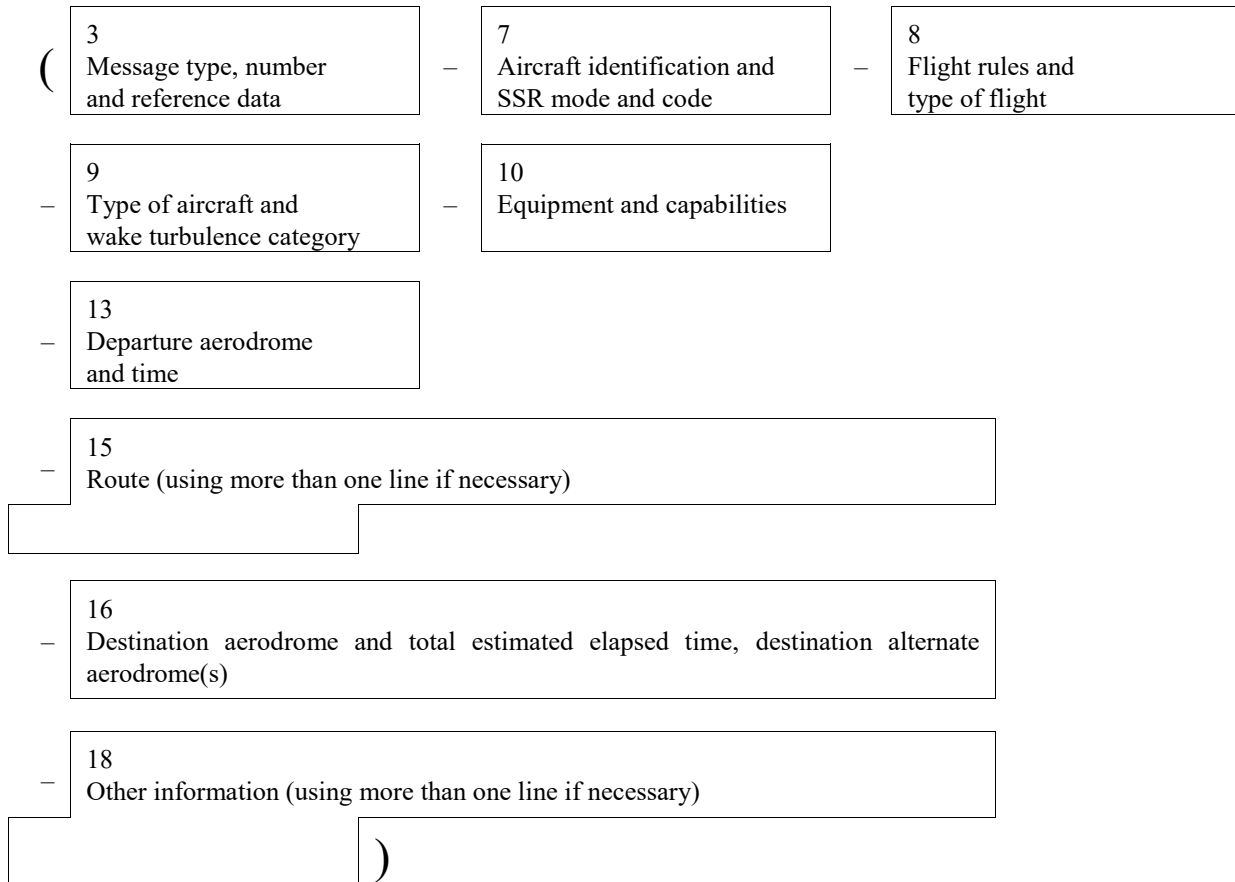 (
3
Message type, number
and reference data
–
7
Aircraft identification and
SSR mode and code
–
8
Flight rules and
type of flight
–
9
Type of aircraft and
wake turbulence category
–
10
Equipment and capabilities
–
13
Departure aerodrome
and time
–
15
Route (using more than one line if necessary)
–
16
Destination aerodrome and total estimated elapsed time, destination alternate
aerodrome(s)
–
18
Other information (using more than one line if necessary)
)